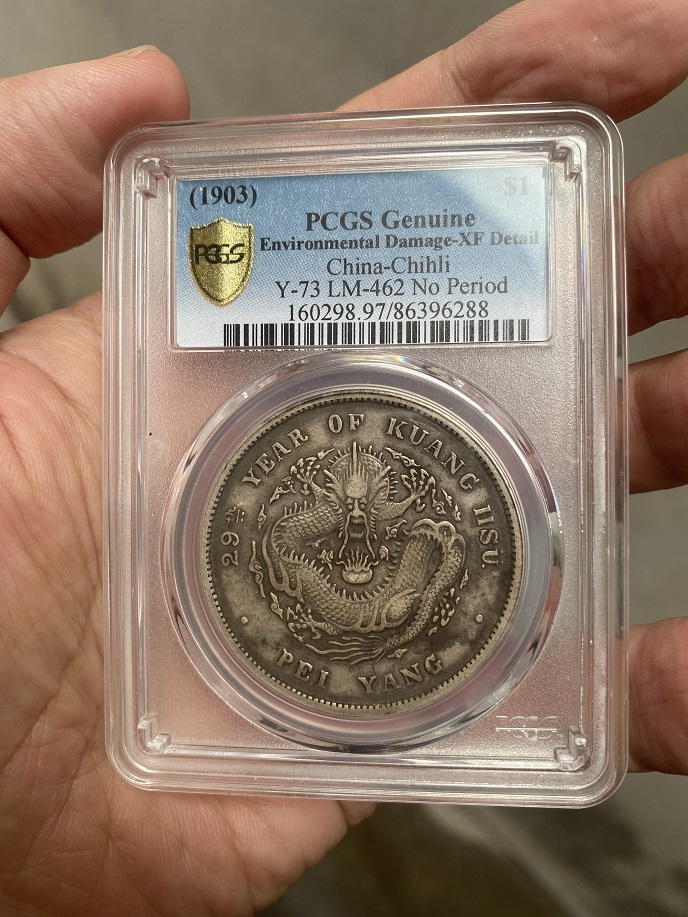 (1903) $1
PCGS Genuine
PCGS
Environmental Damage-XF Detail
China-Chihli
Y-73 LM-462 No Period
160298.97/86396288
29TH YEAR OF KUANG HSU
PEI YANG
PCGS